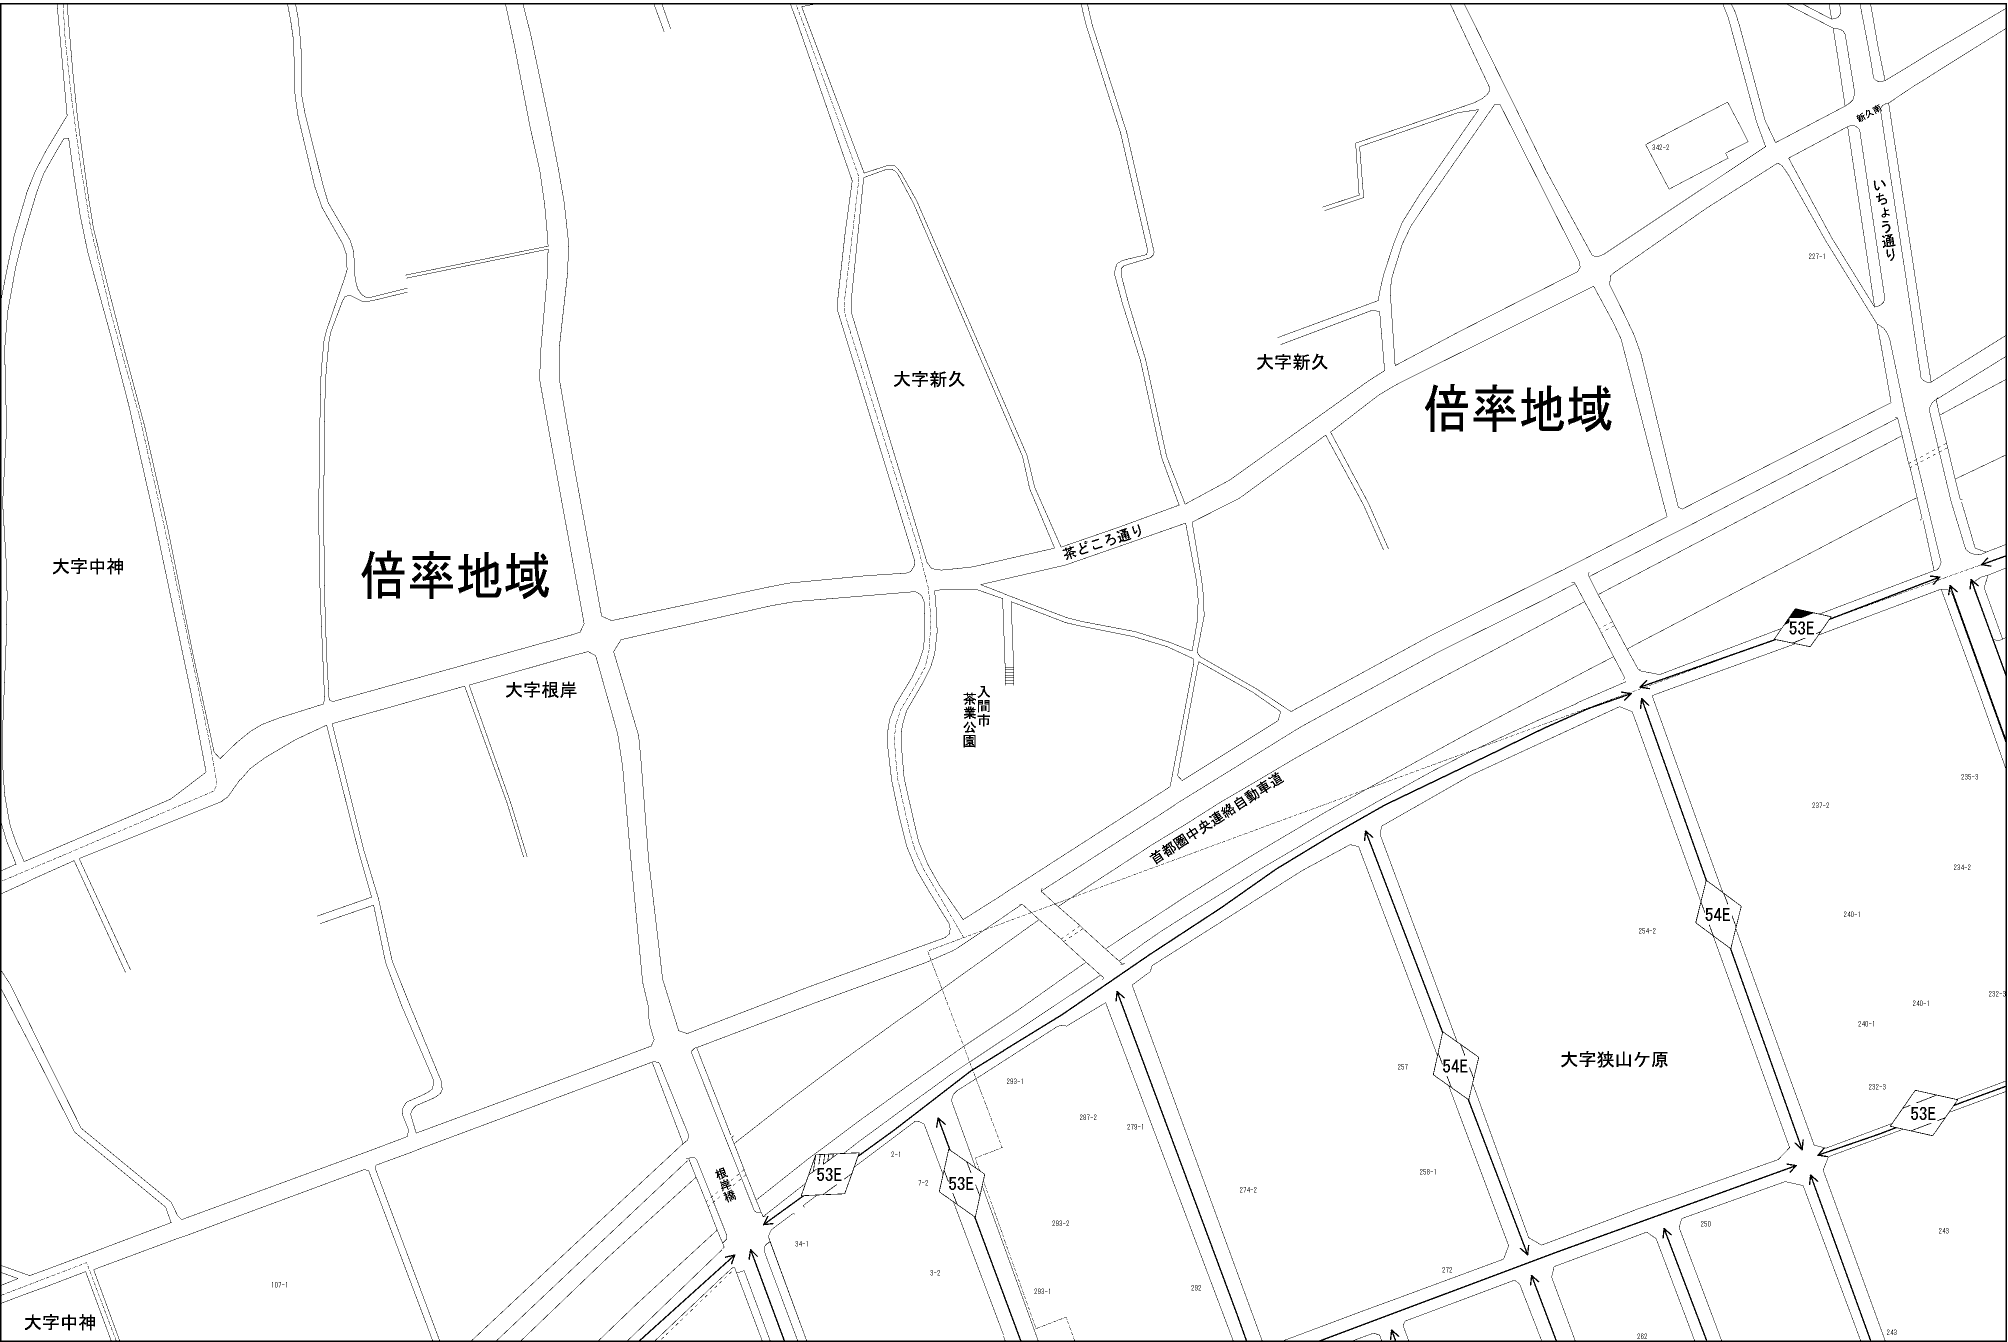 新久南
342-2
いちょう通り
227-1
大字新久
大字新久
倍率地域
茶どころ通り
大字中神
倍率地域
53E
大字根岸
入間市
茶業公園
235-3
237-2
首都圏中央連絡自動車道
234-2
54E
240-1
254-2
232-3
240-1
240-1
大字狭山ケ原
54E
257
293-1
232-3
53E
287-2
279-1
2-1
258-1
53E
7-2
53E
根岸橋
274-2
293-2
250
243
34-1
3-2
272
107-1
293-1
292
大字中神
243
262